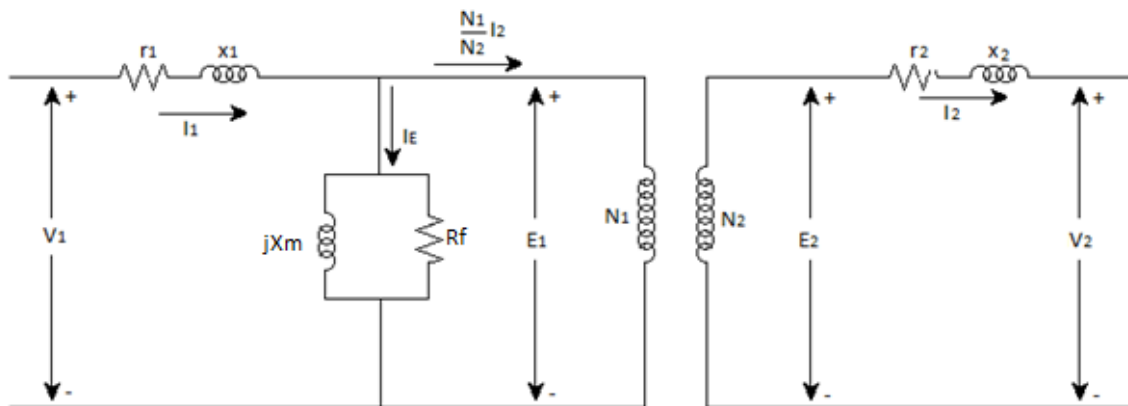 N1
N2 I2
r1
x1
r2
x2
+
I1
IE
+
+
I2
+
V1
jXm
Rf
E1
N1
N2
E2
V2
-
-
-
-